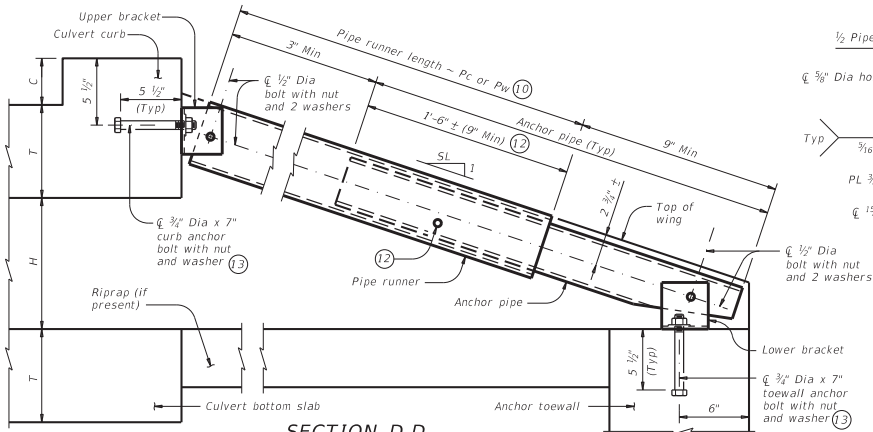 Upper bracket
Culvert curb
C
5 ½"
5 ½"
(Typ)
3" Min
Pipe runner length ~ Pc or Pw (10)
℄ ½" Dia
bolt with nut
and 2 washers
Anchor pipe (Typ)
1'-6" ± (9" Min) (12)
9" Min
SL
1
2 ¾" ±
Top of
wing
½ Pipe
℄ ⅝" Dia ho
Typ
5/16
PL
℄
T
℄ ¾" Dia x 7"
curb anchor
bolt with nut
and washer (13)
(12)
Pipe runner
Anchor pipe
℄ ½" Dia
bolt with nut
and 2 washers
H
Riprap (if
present)
Lower bracket
T
5 ½"
(Typ)
℄ ¾" Dia x 7"
toewall anchor
bolt with nut
and washer (13)
6"
Culvert bottom slab
Anchor toewall
SECTION D-D